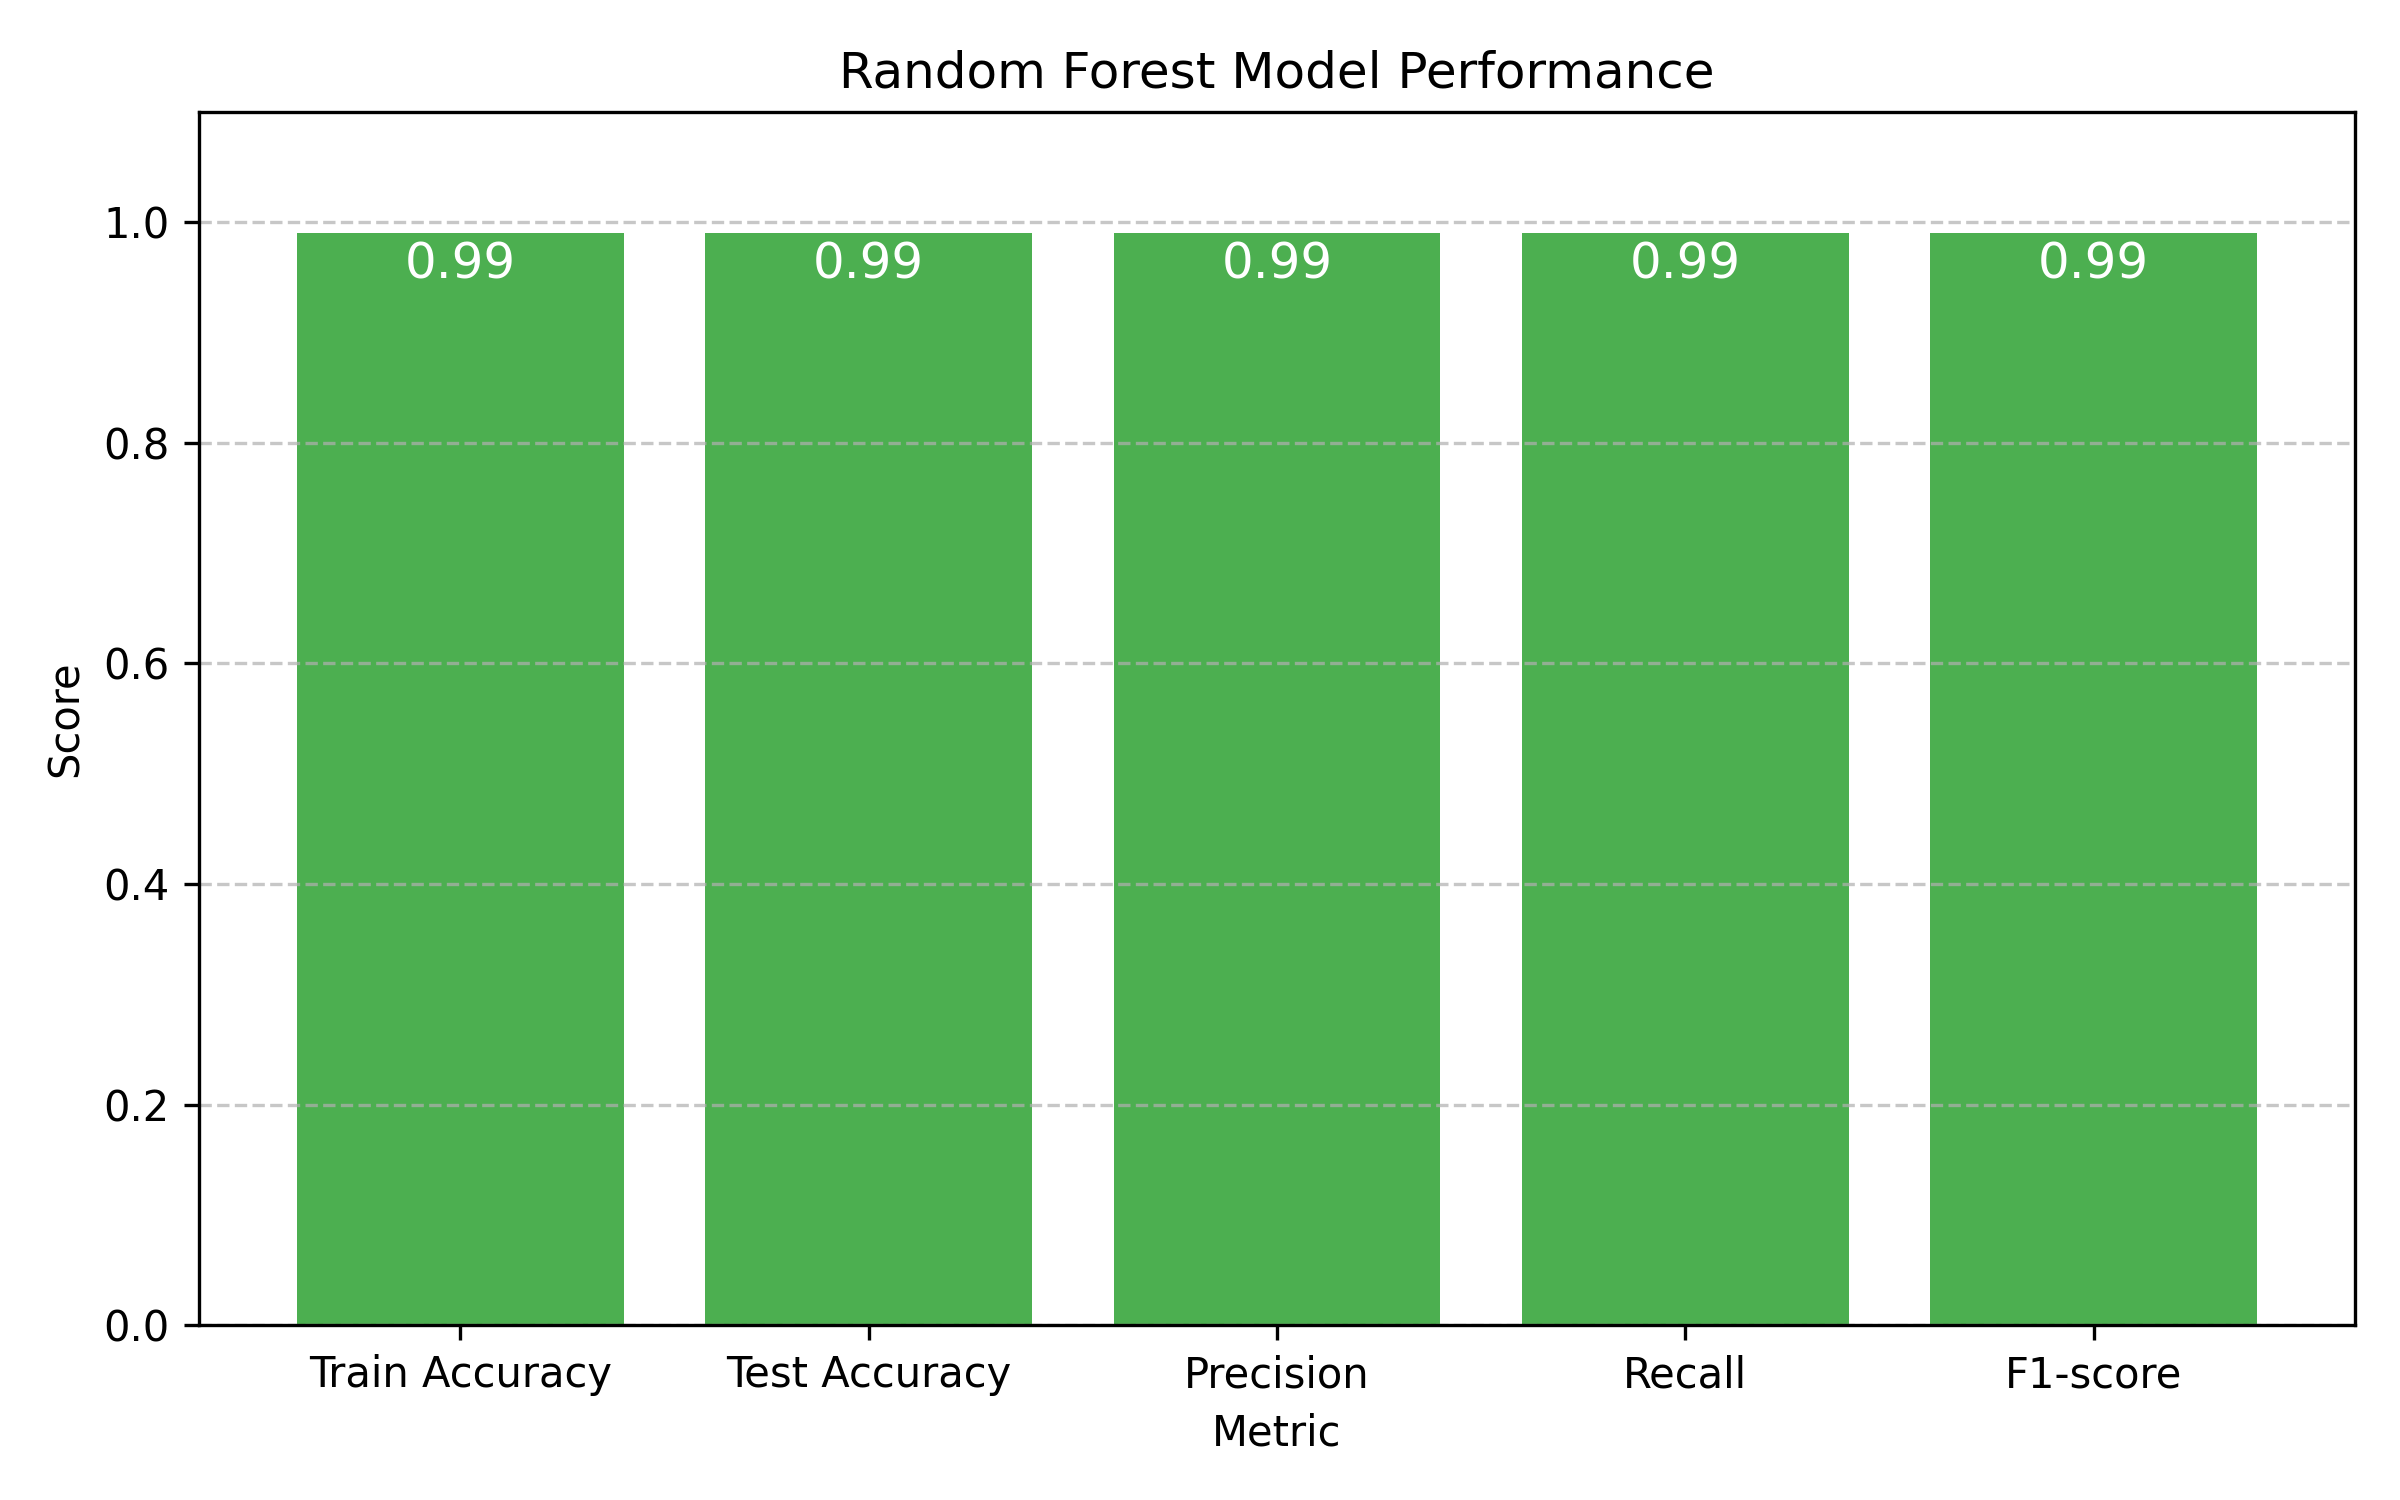 Random Forest Model Performance
1.0
0.8
0.6
0.4
0.2
0.0
Score
0.99 0.99 0.99 0.99 0.99
Train Accuracy Test Accuracy Precision Recall F1-score
Metric